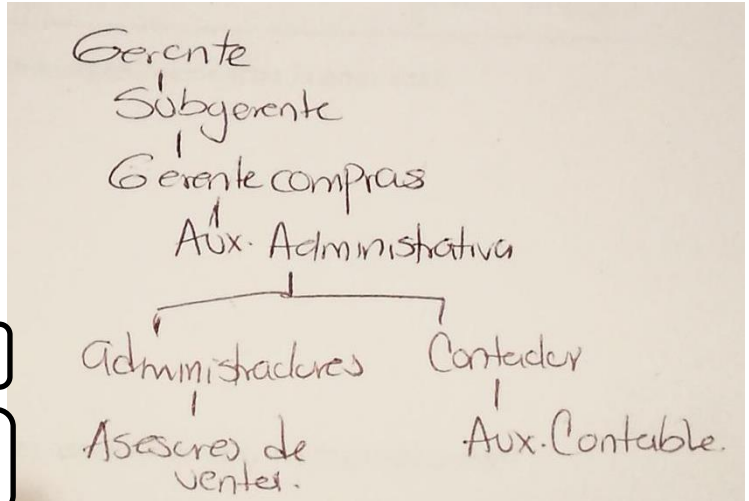 Gerente
Subgerente
Gerente compras
Aux. Administrativa
administradores Contador
Asesores de Aux. Contable.
ventas.